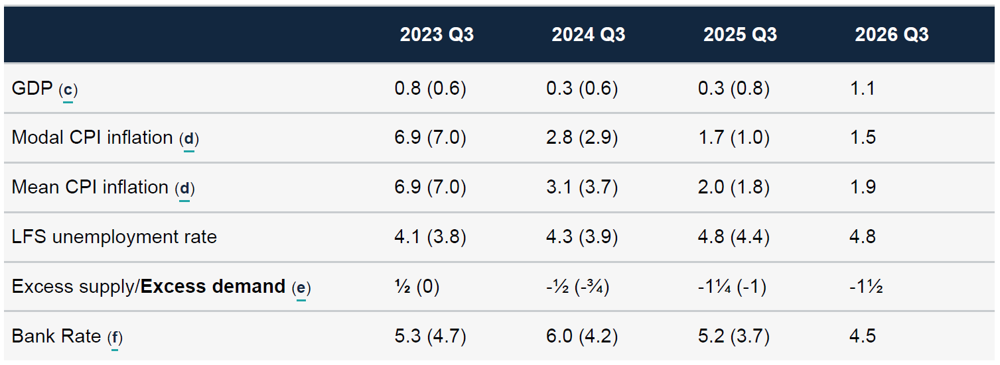 2023 Q3 2024 Q3 2025 Q3 2026 Q3
GDP (c) 0.8 (0.6) 0.3 (0.6) 0.3 (0.8) 1.1
Modal CPI inflation (d) 6.9 (7.0) 2.8 (2.9) 1.7 (1.0) 1.5
Mean CPI inflation (d) 6.9 (7.0) 3.1 (3.7) 2.0 (1.8) 1.9
LFS unemployment rate 4.1 (3.8) 4.3 (3.9) 4.8 (4.4) 4.8
Excess supply/Excess demand (e) ½ (0) -½ (-¾) -1¼ (-1) -1½
Bank Rate (f) 5.3 (4.7) 6.0 (4.2) 5.2 (3.7) 4.5